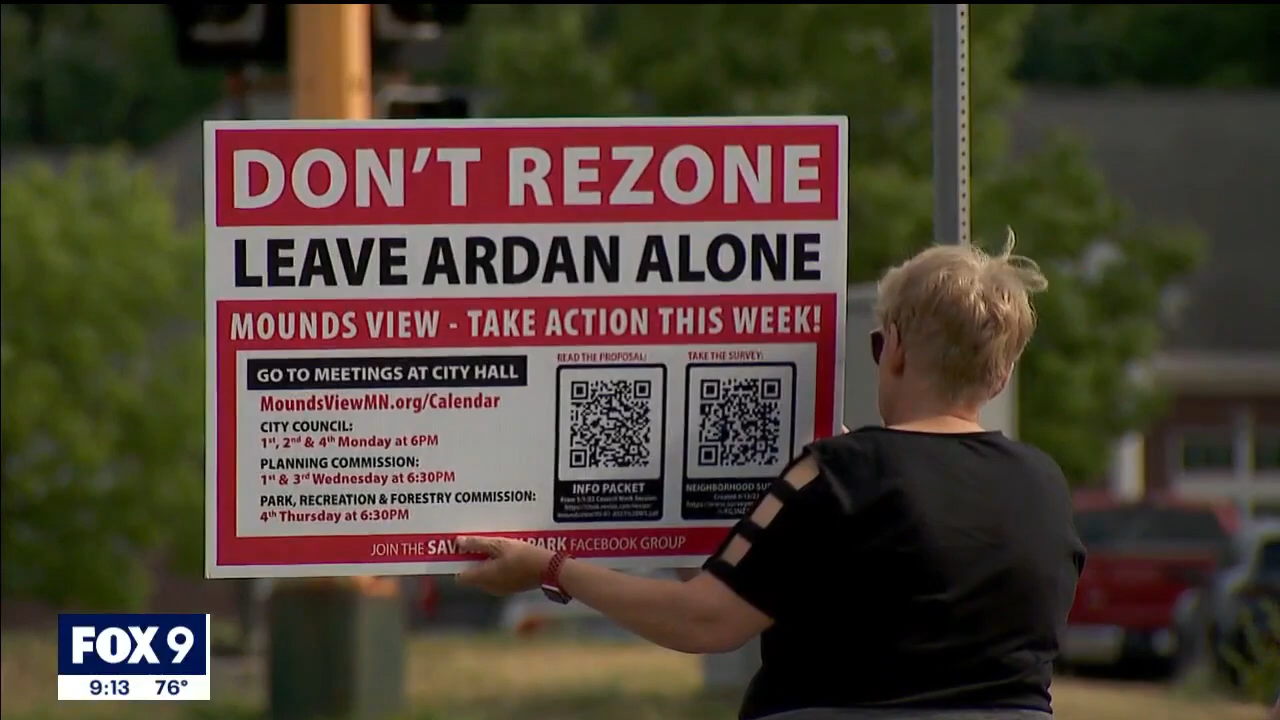 DON'T REZONE
LEAVE ARDAN ALONE
MOUNDS VIEW - TAKE ACTION THIS WEEK!
GO TO MEETINGS AT CITY HALL
MoundsViewMN.org/Calendar
CITY COUNCIL:
1st, 2nd & 4th Monday at 6PM
PLANNING COMMISSION:
1st & 3rd Wednesday at 6:30PM
PARK, RECREATION & FORESTRY COMMISSION:
4th Thursday at 6:30PM
READ THE PROPOSAL:
INFO PACKET
TAKE THE SURVEY:
NEIGHBORHOOD
JOIN THE PARK FACEBOOK GROUP
FOX 9
9:13 76°